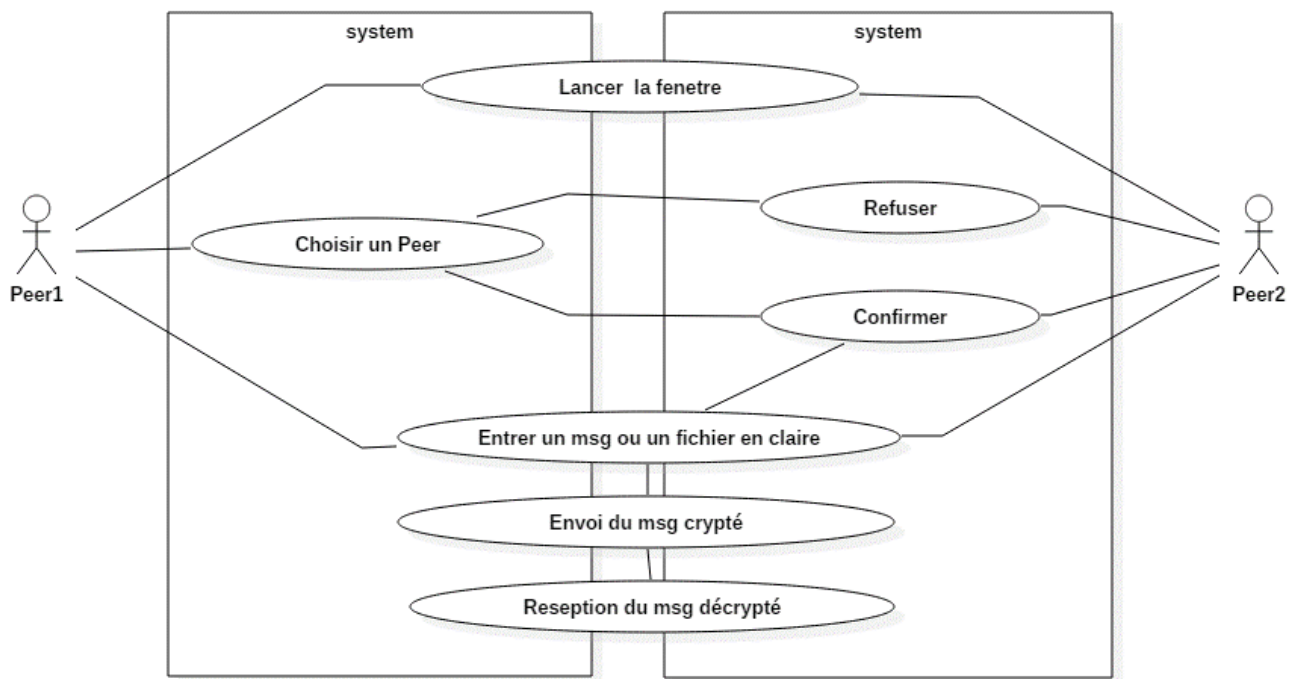 system
system
Lancer la fenetre
Refuser
Choisir un Peer
Peer1
Peer2
Confirmer
Entrer un msg ou un fichier en claire
Envoi du msg crypté
Reseption du msg décrypté